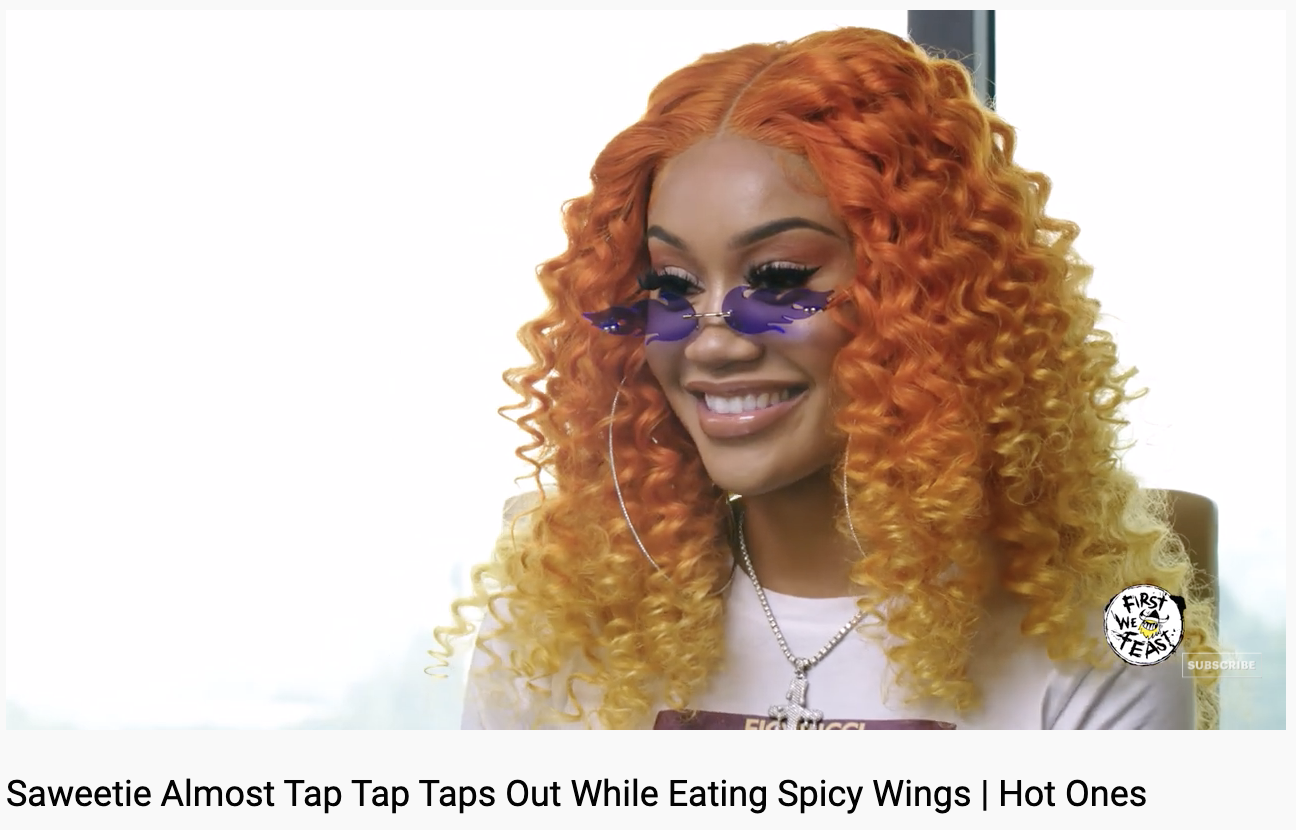 FIRST
WE
FEAST
SUBSCRIBE
Saweetie Almost Tap Tap Taps Out While Eating Spicy Wings | Hot Ones